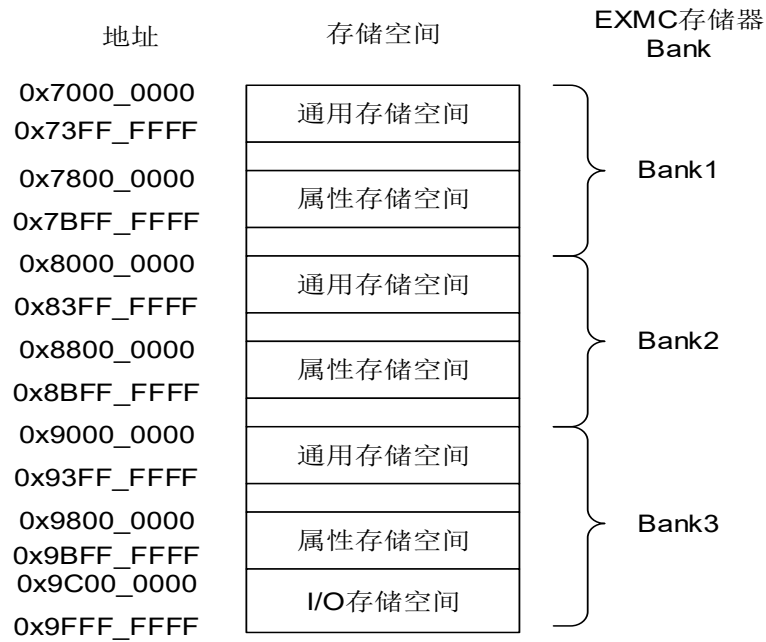 地址 存储空间 EXMC存储器
Bank
0x7000_0000
通用存储空间
0x73FF_FFFF
0x7800_0000
Bank1
属性存储空间
0x7BFF_FFFF
0x8000_0000
通用存储空间
0x83FF_FFFF
0x8800_0000
Bank2
属性存储空间
0x8BFF_FFFF
0x9000_0000
通用存储空间
0x93FF_FFFF
0x9800_0000
Bank3
属性存储空间
0x9BFF_FFFF
0x9C00_0000
I/O存储空间
0x9FFF_FFFF